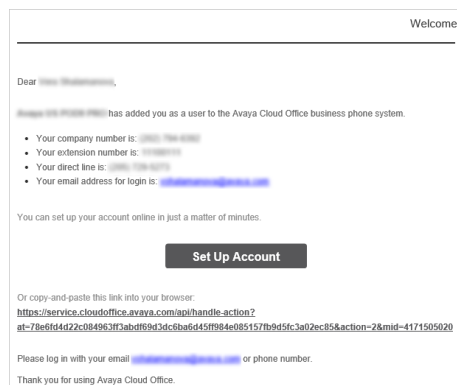 Welcome
Dear
has added you as a user to the Avaya Cloud Office business phone system.
• Your company number is:
• Your extension number is:
• Your direct line is:
• Your email address for login is:
You can set up your account online in just a matter of minutes.
Set Up Account
Or copy-and-paste this link into your browser:
https://service.cloudoffice.avaya.com/api/handle-action?
at=78e6fd4d22c084963ff3abdf69d3dc6ba6d45ff984e085157fb9d5fc3a02ec85&action=2&mid=4171505020
Please log in with your email or phone number.
Thank you for using Avaya Cloud Office.